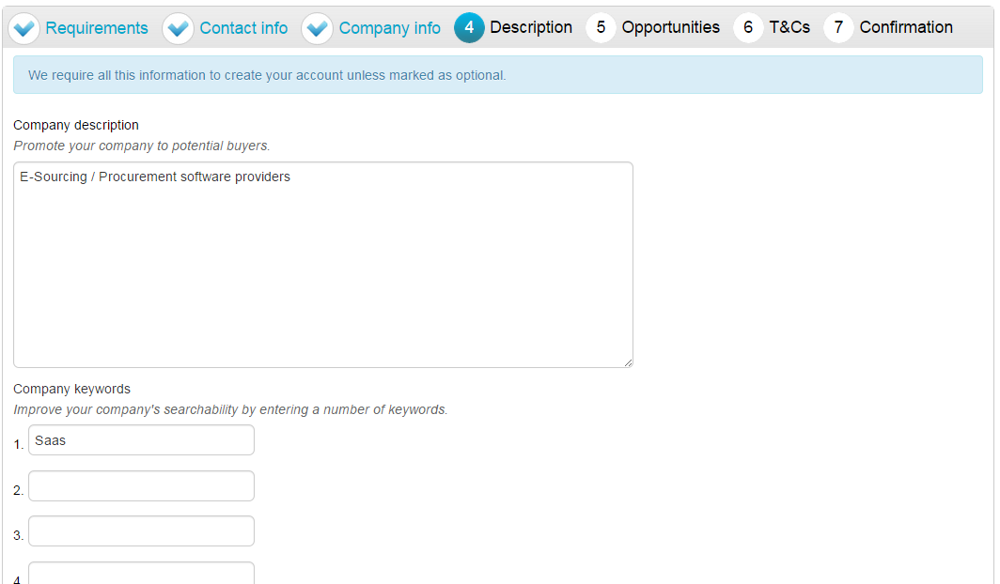 Requirements Contact info Company info 4 Description 5 Opportunities 6 T&Cs 7 Confirmation
We require all this information to create your account unless marked as optional.
Company description
Promote your company to potential buyers.
E-Sourcing / Procurement software providers
Company keywords
Improve your company's searchability by entering a number of keywords.
1. Saas
2.
3.
4.